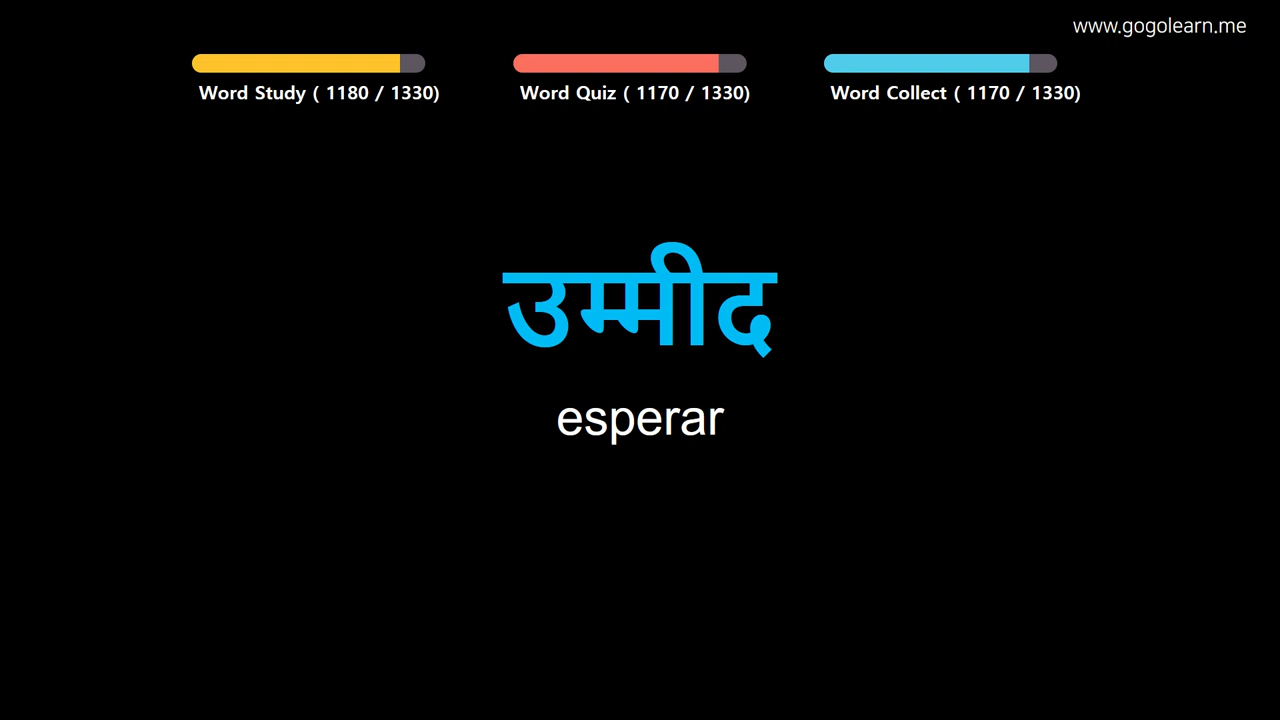 www.gogolearn.me
Word Study ( 1180 / 1330)
Word Quiz ( 1170 / 1330)
Word Collect ( 1170 / 1330)
उम्मीद
esperar